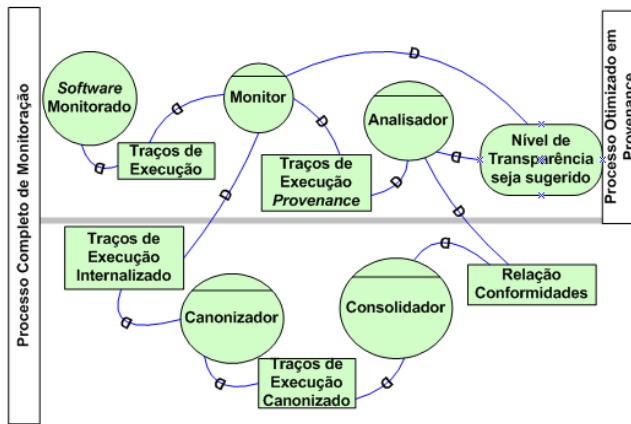 Processo Completo de Monitoração
Software
Monitorado
Traços de
Execução
Monitor
Traços de
Execução
Provenance
Analisador
Nível de
Transparência
seja sugerido
Processo Otimizado em
Provenance
Traços de
Execução
Internalizado
Canonizador
Traços de
Execução
Canonizado
Consolidador
Relação
Conformidades
D
D
D
D
D
D
D
D
D
D
D
D
D